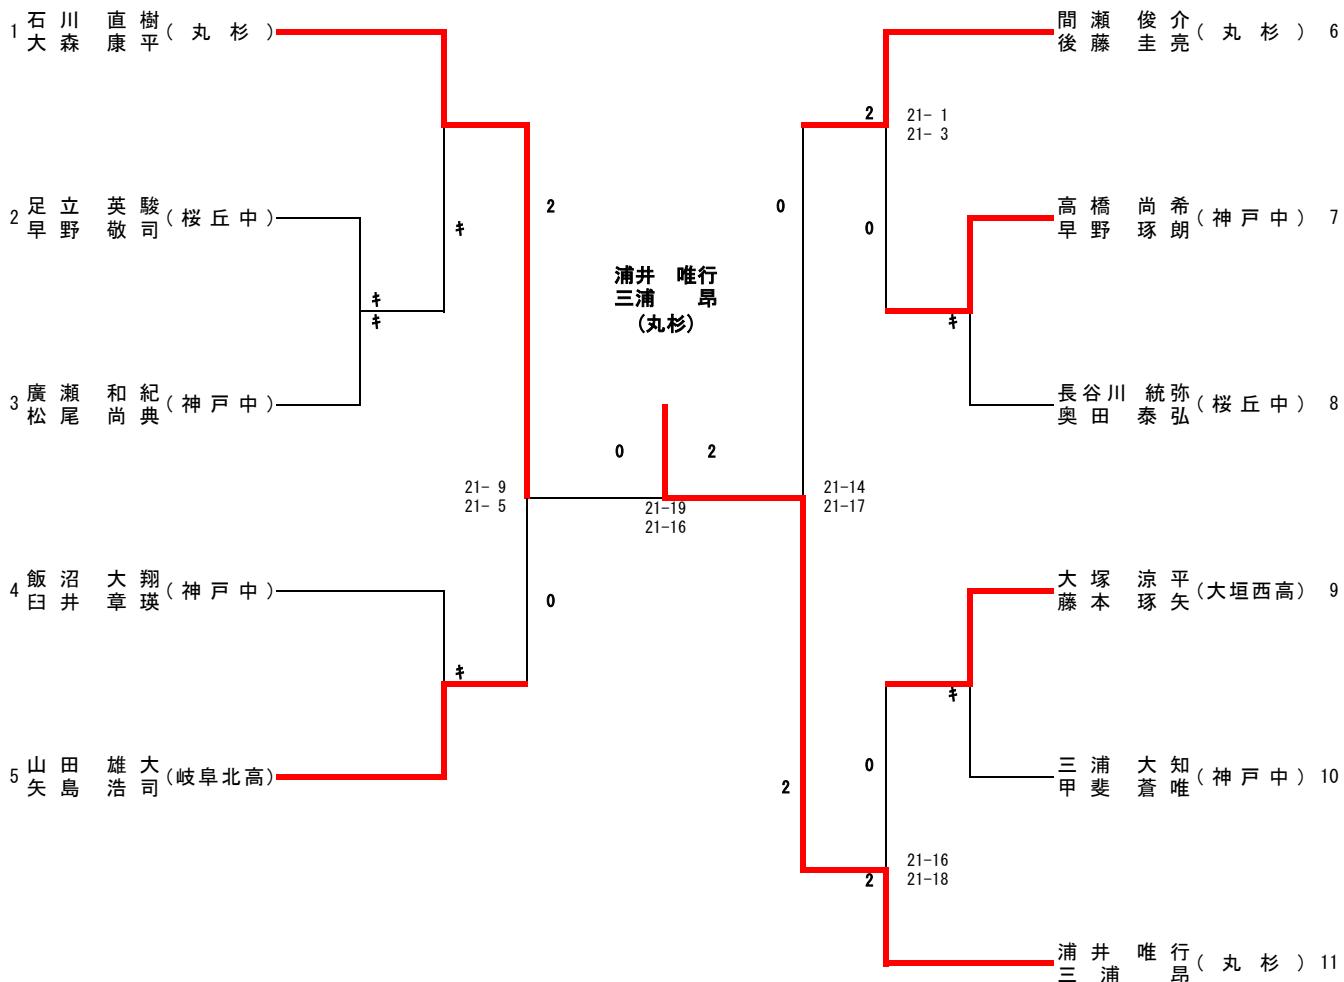 1 石川 直樹
大森 康平 (丸杉)
2 足立 英駿
早野 敬司 (桜丘中)
3 廣瀬 和紀
松尾 尚典 (神戸中)
4 飯沼 大翔
臼井 章瑛 (神戸中)
5 山田 雄大
矢島 浩司 (岐阜北高)
キ
キ
キ
2
21- 9
21- 5
0
キ
浦井 唯行
三浦 昂
(丸杉)
0 2
21-19
21-16
0
21-14
21-17
2
2
21- 1
21- 3
0
キ
キ
0
21-16
21-18
2
間瀬 俊介
後藤 圭亮 (丸杉) 6
高橋 尚希
早野 琢朗 (神戸中) 7
長谷川 統弥
奥田 泰弘 (桜丘中) 8
大塚 涼平
藤本 琢矢 (大垣西高) 9
三浦 大知
甲斐 蒼唯 (神戸中) 10
浦井 唯行
三浦 昂 (丸杉) 11